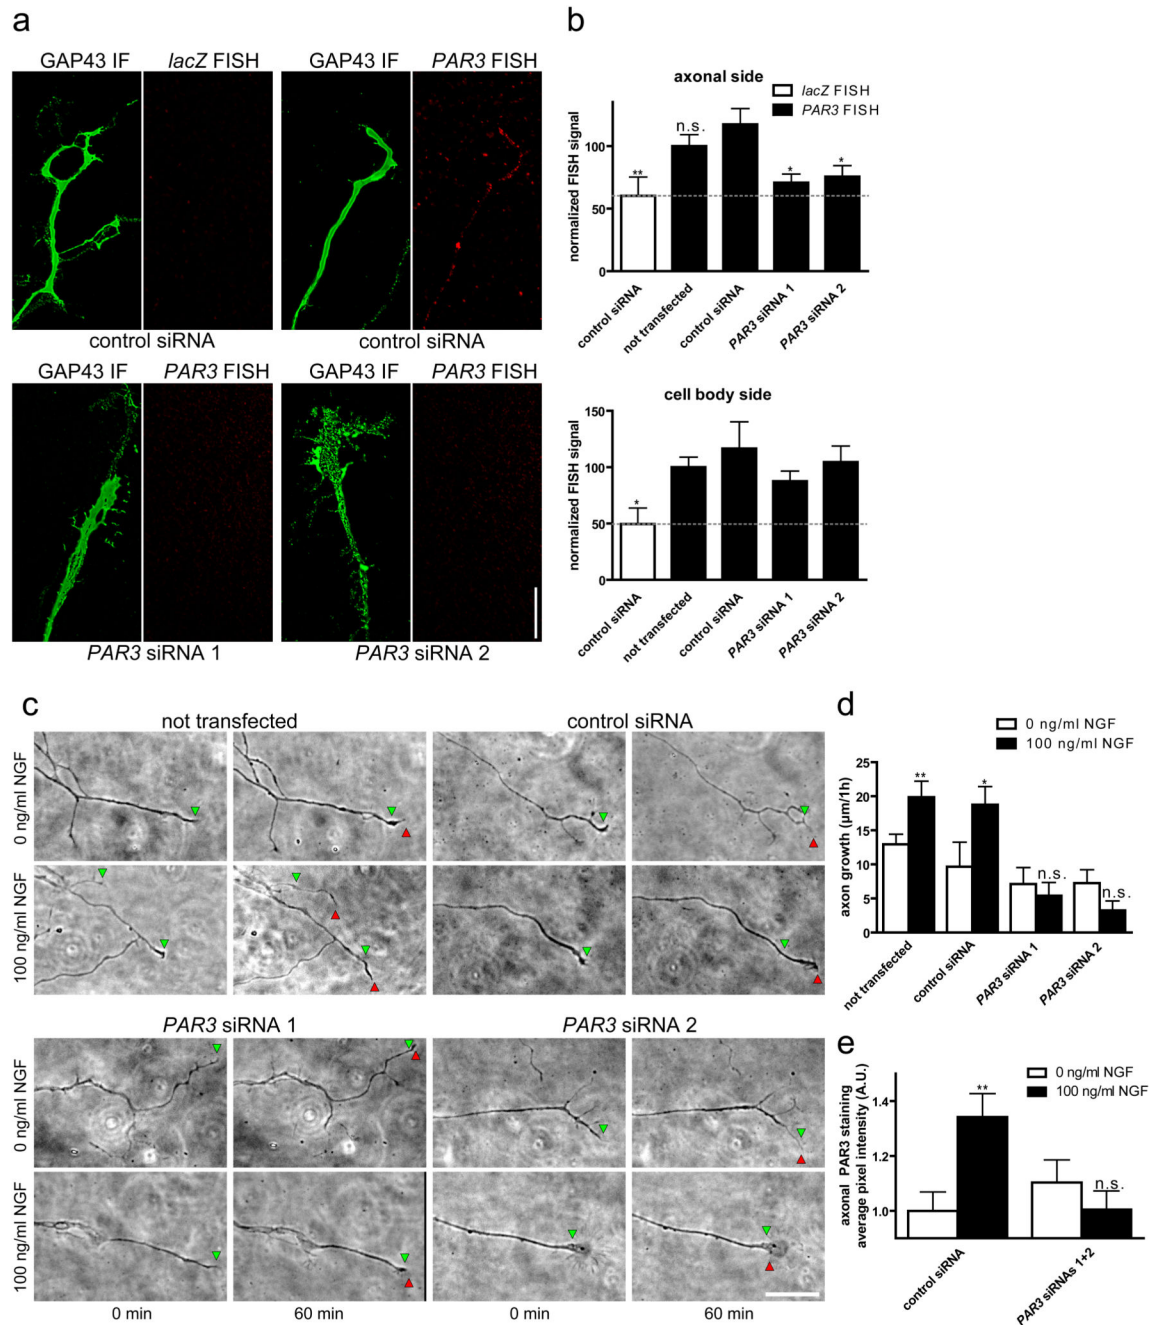 a
GAP43 IF lacZ FISH GAP43 IF PAR3 FISH
control siRNA control siRNA
GAP43 IF PAR3 FISH GAP43 IF PAR3 FISH
PAR3 siRNA 1 PAR3 siRNA 2
b
axonal side
lacZ FISH
PAR3 FISH
normalized FISH signal
100
50
0
**
n.s.
*
*
control siRNA
not transfected
control siRNA
PAR3 siRNA 1
PAR3 siRNA 2
cell body side
normalized FISH signal
150
100
50
0
*
control siRNA
not transfected
control siRNA
PAR3 siRNA 1
PAR3 siRNA 2
c
not transfected control siRNA
0 ng/ml NGF
100 ng/ml NGF
PAR3 siRNA 1 PAR3 siRNA 2
0 ng/ml NGF
100 ng/ml NGF
0 min 60 min 0 min 60 min
d
0 ng/ml NGF
100 ng/ml NGF
axon growth (µm/1h)
25
20
15
10
5
0
**
*
n.s.
n.s.
not transfected
control siRNA
PAR3 siRNA 1
PAR3 siRNA 2
e
0 ng/ml NGF
100 ng/ml NGF
axonal PAR3 staining
average pixel intensity (A.U.)
1.4
1.2
1.0
**
n.s.
control siRNA
PAR3 siRNAs 1+2